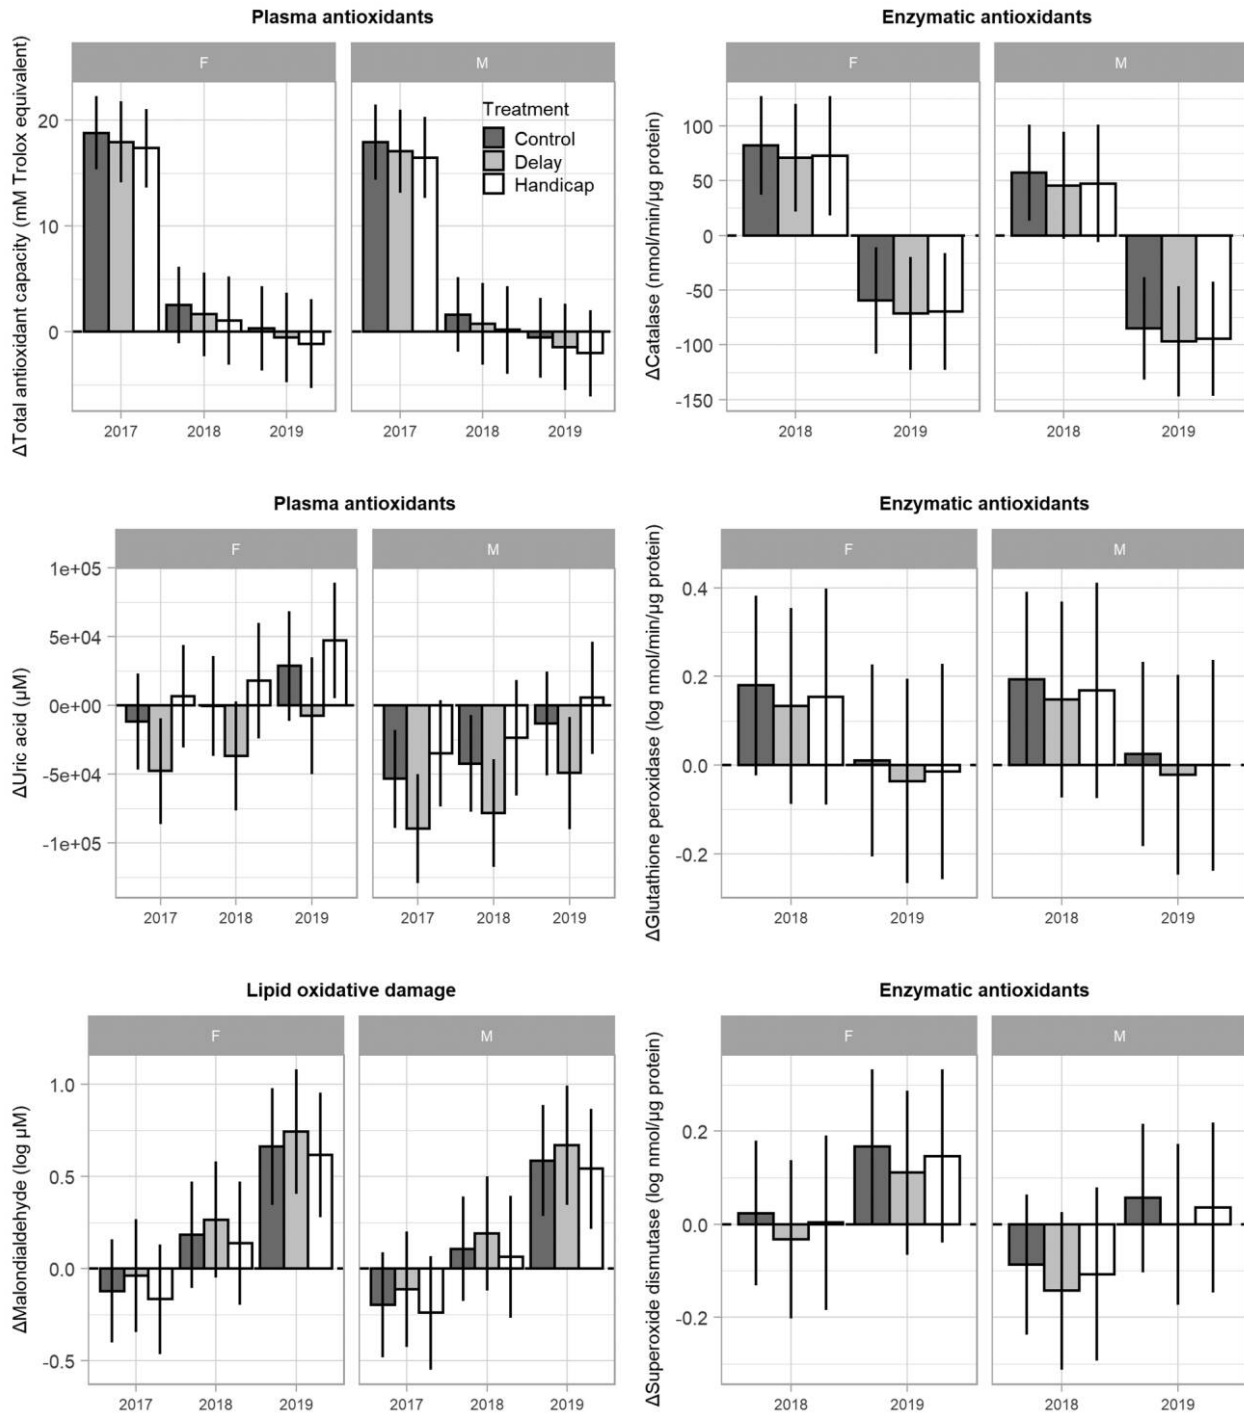 Plasma antioxidants
F
M
ΔTotal antioxidant capacity (mM Trolox equivalent)
20
10
0
Treatment
Control
Delay
Handicap
2017
2018
2019
2017
2018
2019
Enzymatic antioxidants
F
M
ΔCatalase (nmol/min/µg protein)
100
50
0
-50
-100
-150
2018
2019
2018
2019
Plasma antioxidants
F
M
ΔUric acid (µM)
1e+05
5e+04
0e+00
-5e+04
-1e+05
2017
2018
2019
2017
2018
2019
Enzymatic antioxidants
F
M
ΔGlutathione peroxidase (log nmol/min/µg protein)
0.4
0.2
0.0
-0.2
2018
2019
2018
2019
Lipid oxidative damage
F
M
ΔMalondialdehyde (log µM)
1.0
0.5
0.0
-0.5
2017
2018
2019
2017
2018
2019
Enzymatic antioxidants
F
M
ΔSuperoxide dismutase (log nmol/µg protein)
0.2
0.0
-0.2
2018
2019
2018
2019